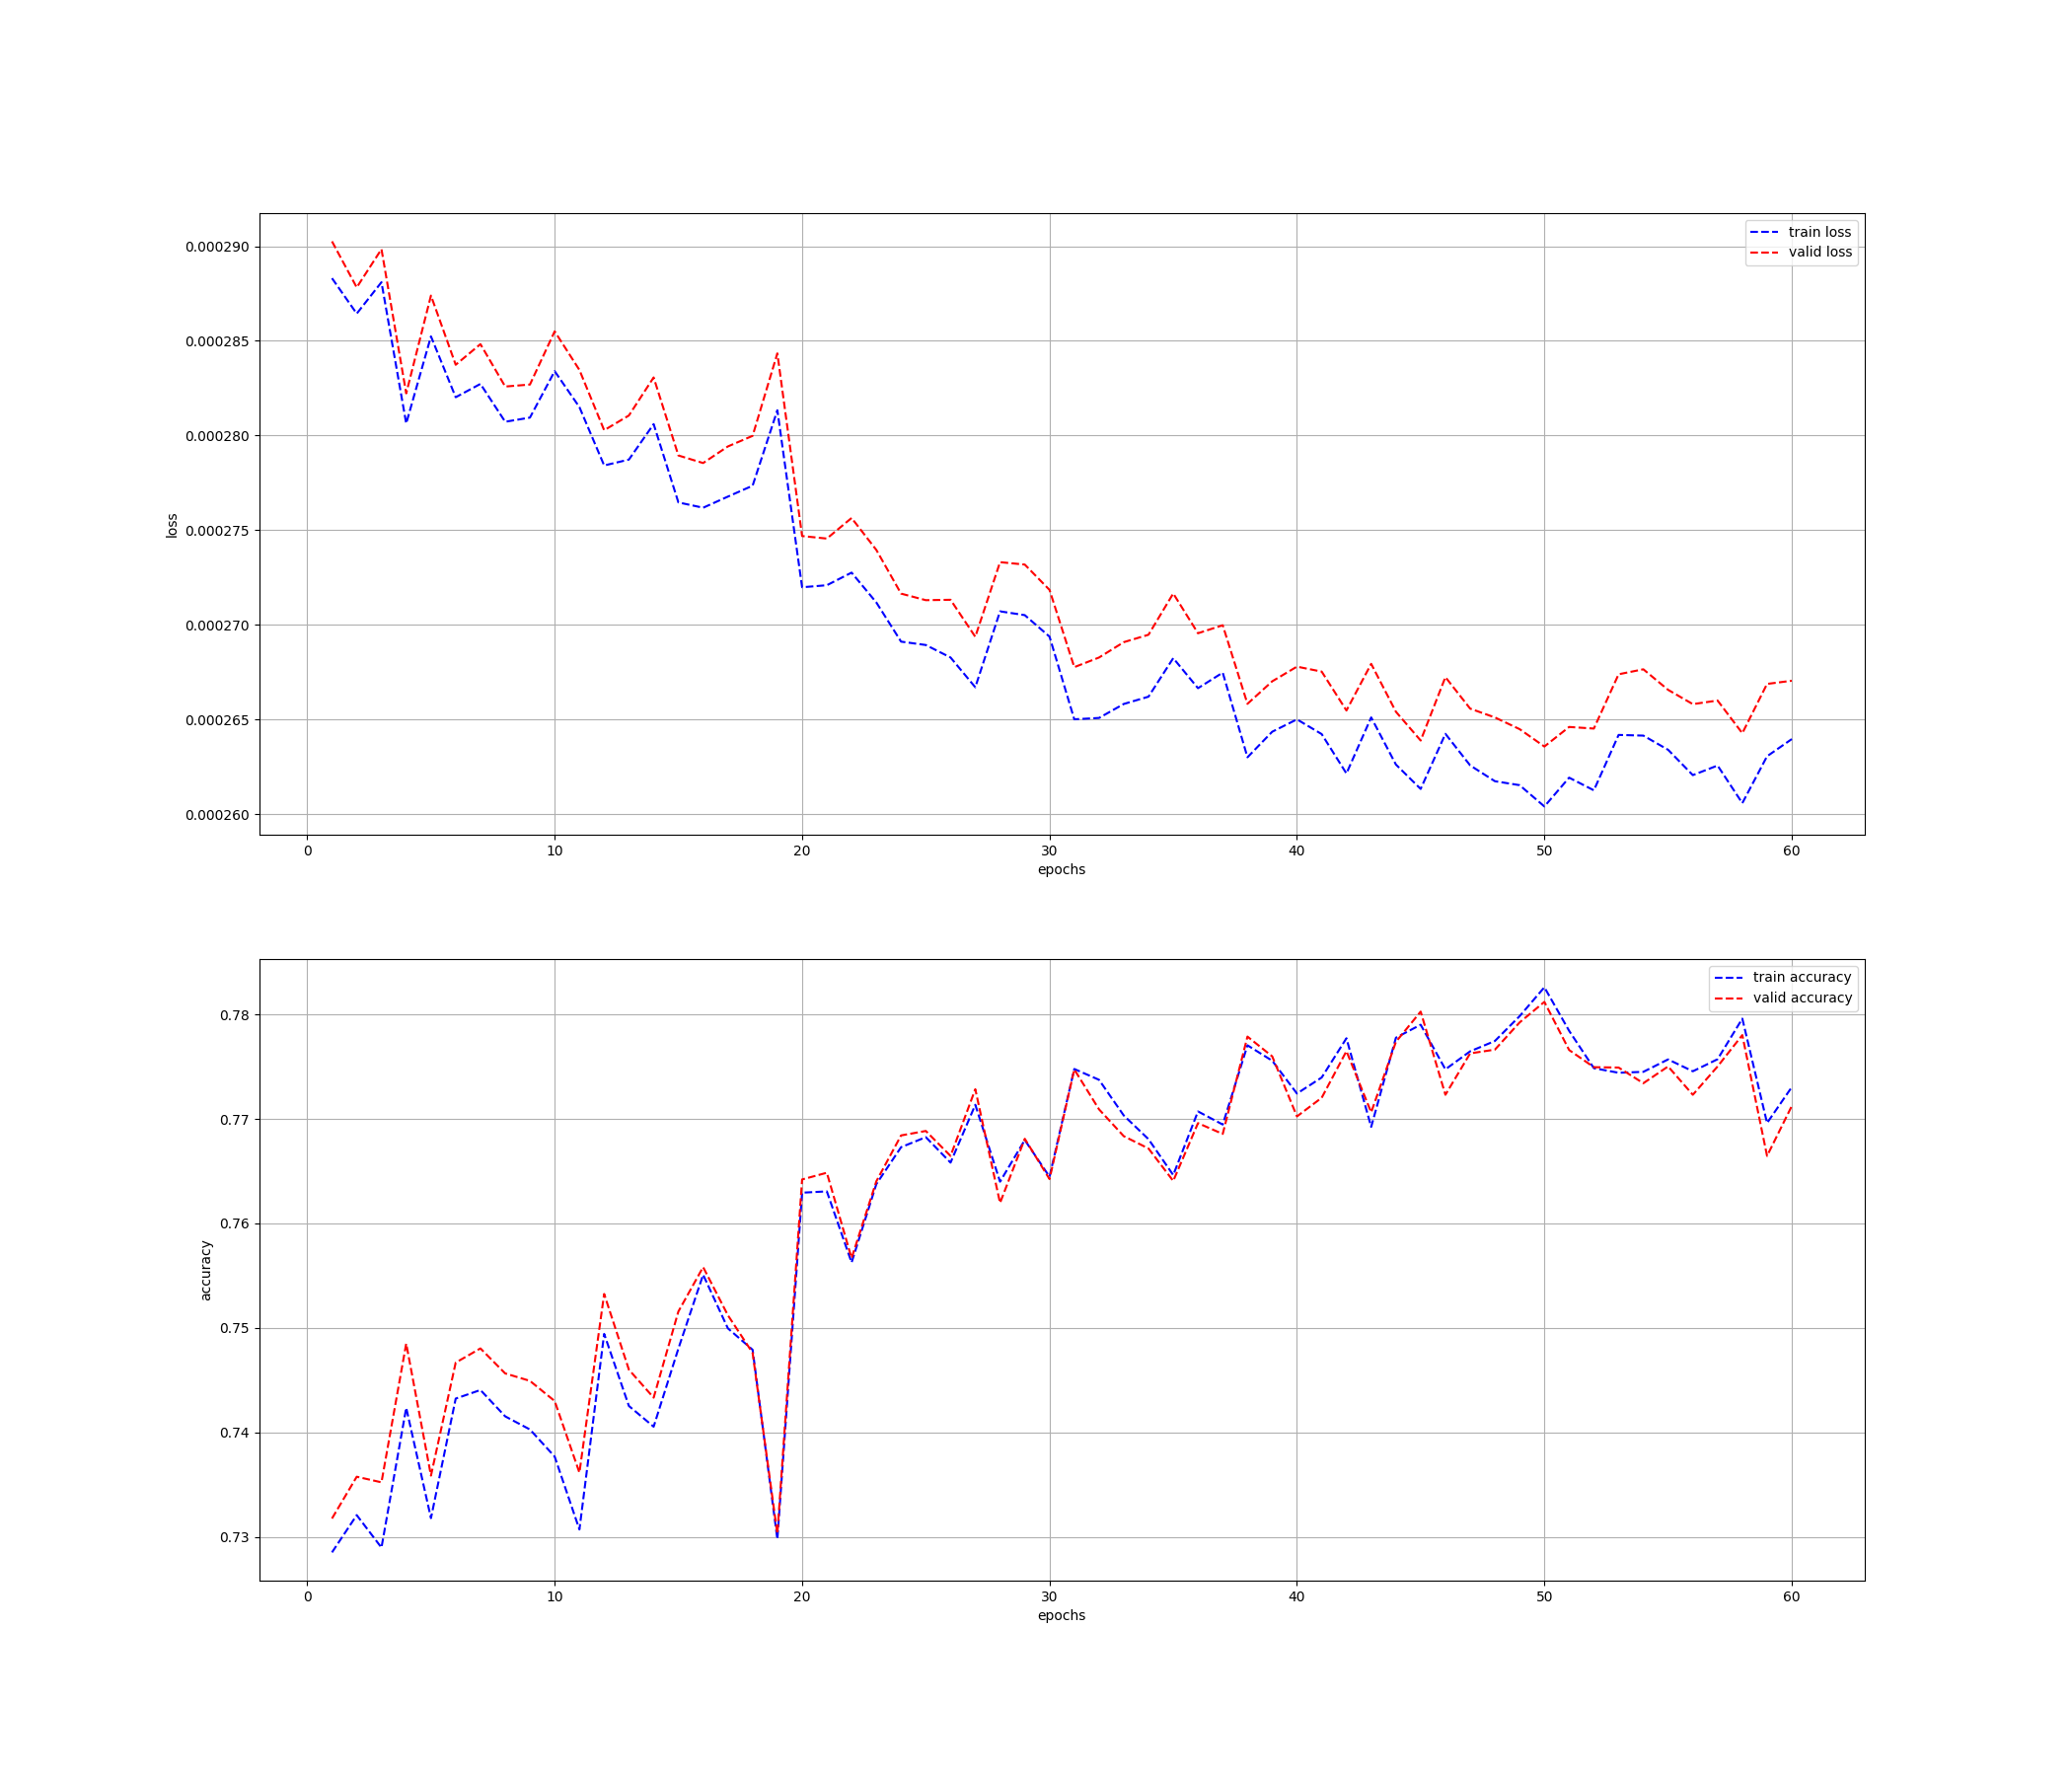 train loss
valid loss
0.000290
0.000285
0.000280
0.000275
0.000270
0.000265
0.000260
loss
0 10 20 30 40 50 60
epochs
train accuracy
valid accuracy
0.78
0.77
0.76
0.75
0.74
0.73
accuracy
0 10 20 30 40 50 60
epochs